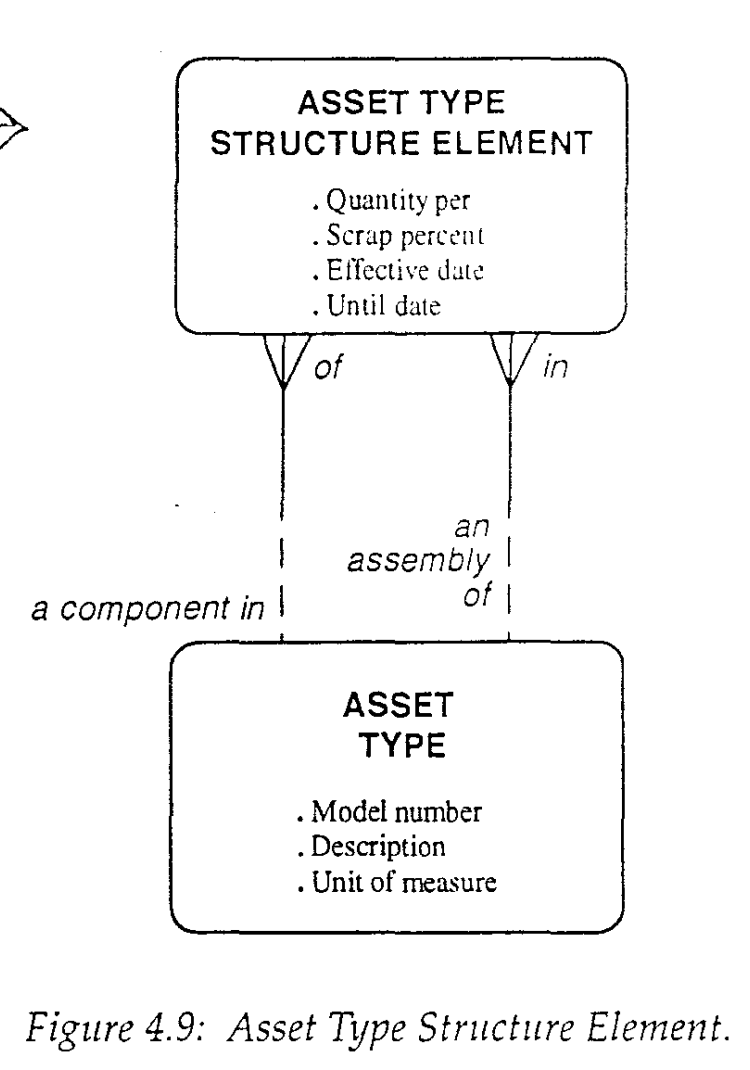 ASSET TYPE
STRUCTURE ELEMENT
. Quantity per
. Scrap percent
. Effective date
. Until date
of
in
an
assembly
of
a component in
ASSET
TYPE
. Model number
. Description
. Unit of measure
Figure 4.9: Asset Type Structure Element.